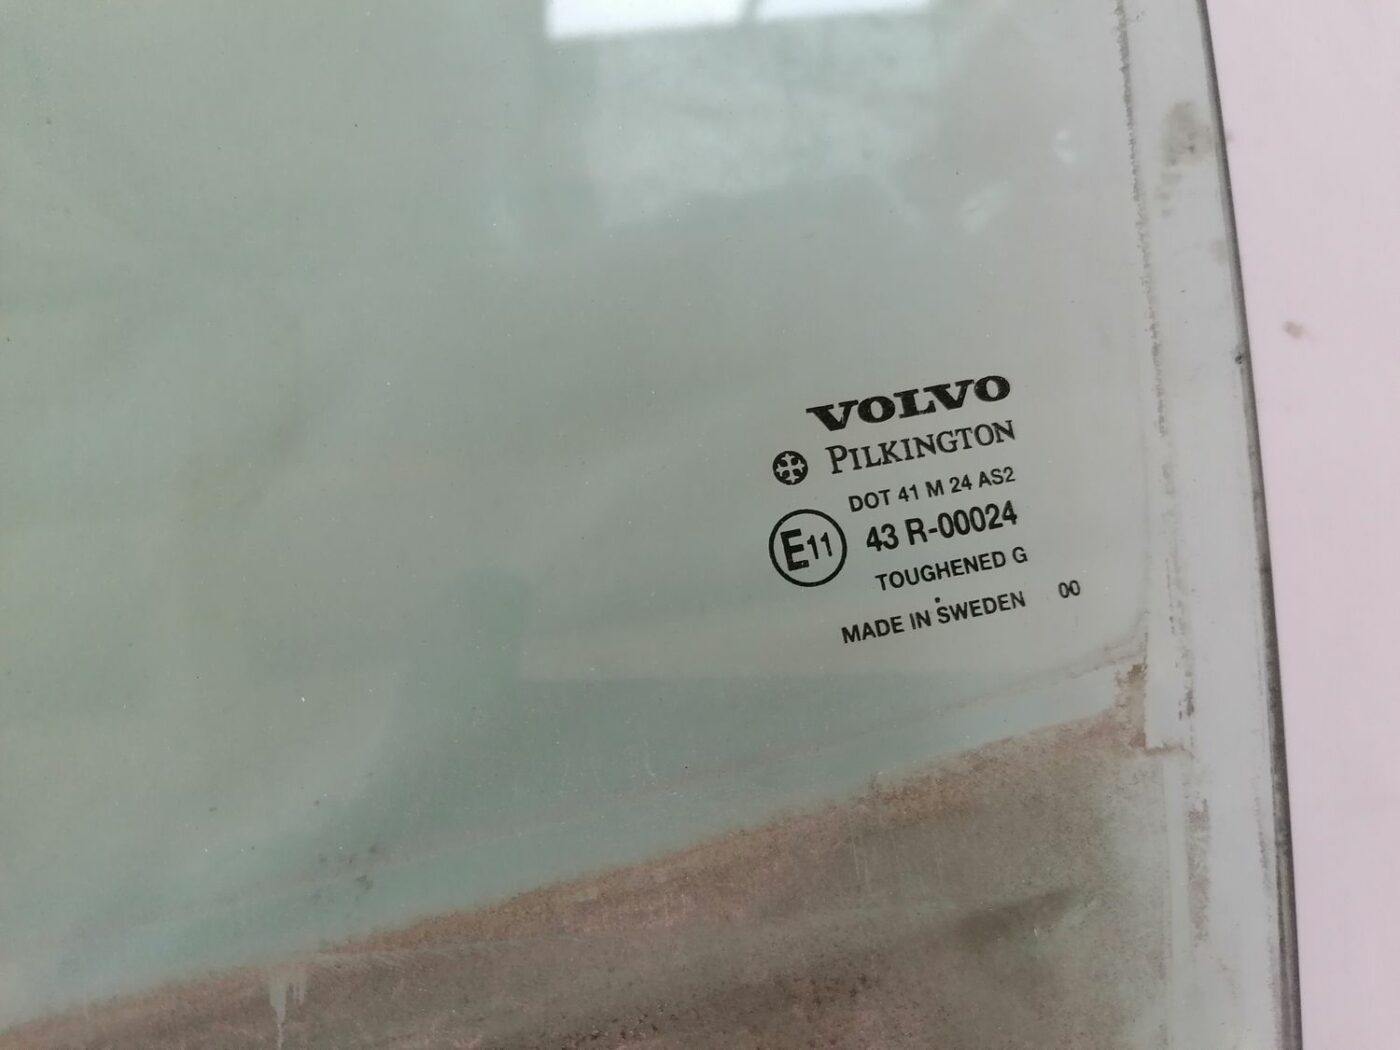 VOLVO
PILKINGTON
DOT 41 M 24 AS2
E11 43 R-00024
TOUGHENED G
MADE IN SWEDEN 00